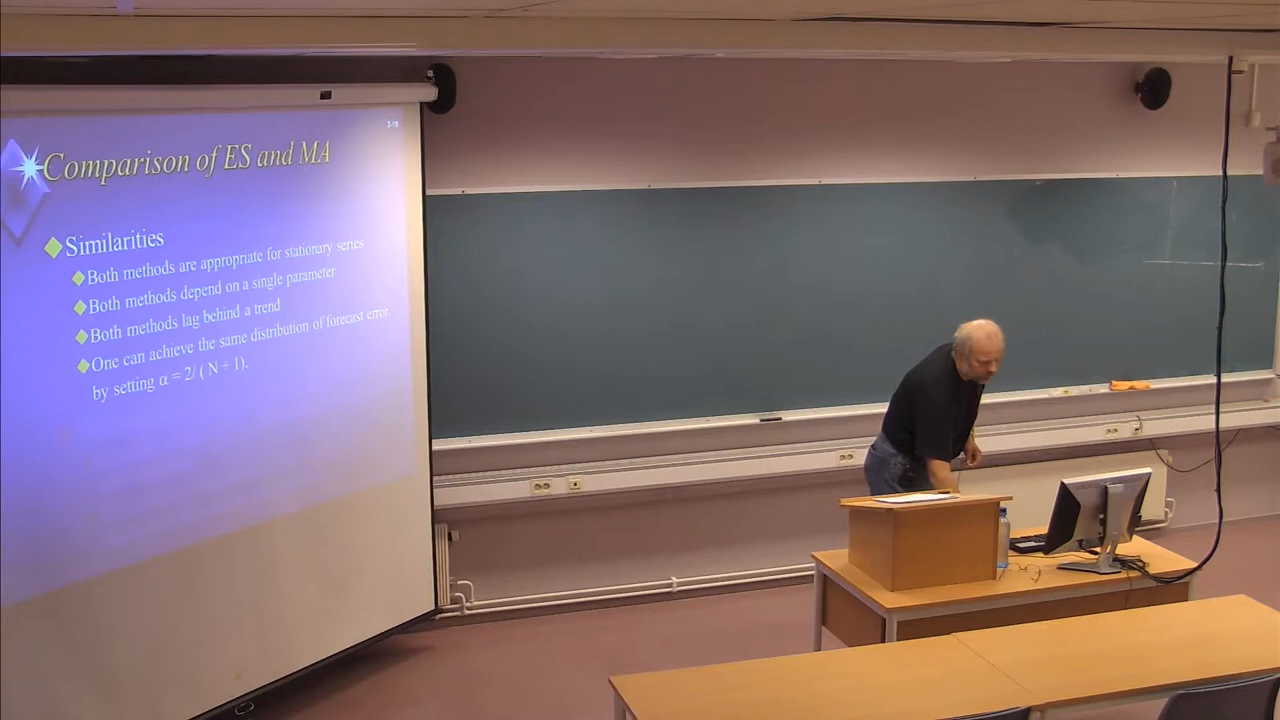 Comparison of ES and MA
Similarities
Both methods are appropriate for stationary series
Both methods depend on a single parameter
Both methods lag behind a trend
One can achieve the same distribution of forecast error
by setting α = 2/ ( N + 1).